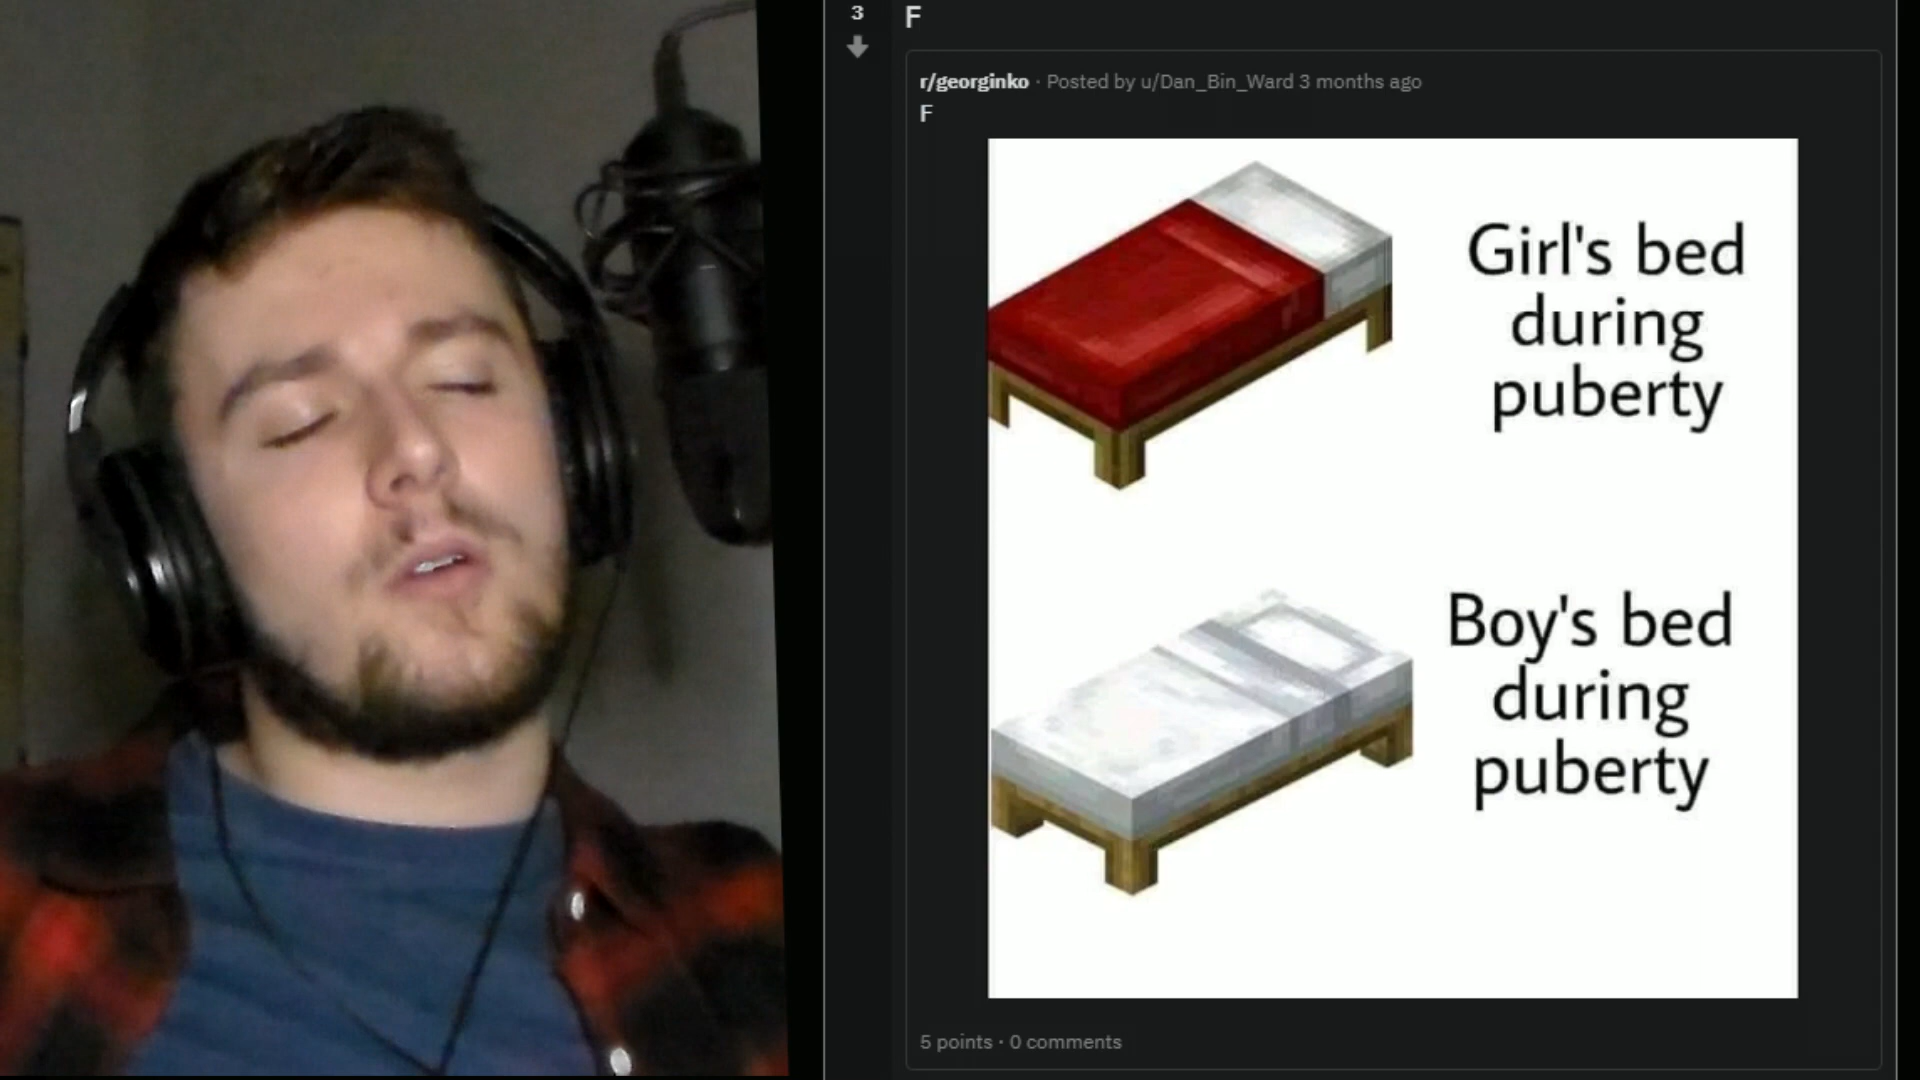 3
F
r/georginko · Posted by u/Dan_Bin_Ward 3 months ago
F
Girl's bed
during
puberty
Boy's bed
during
puberty
5 points · 0 comments